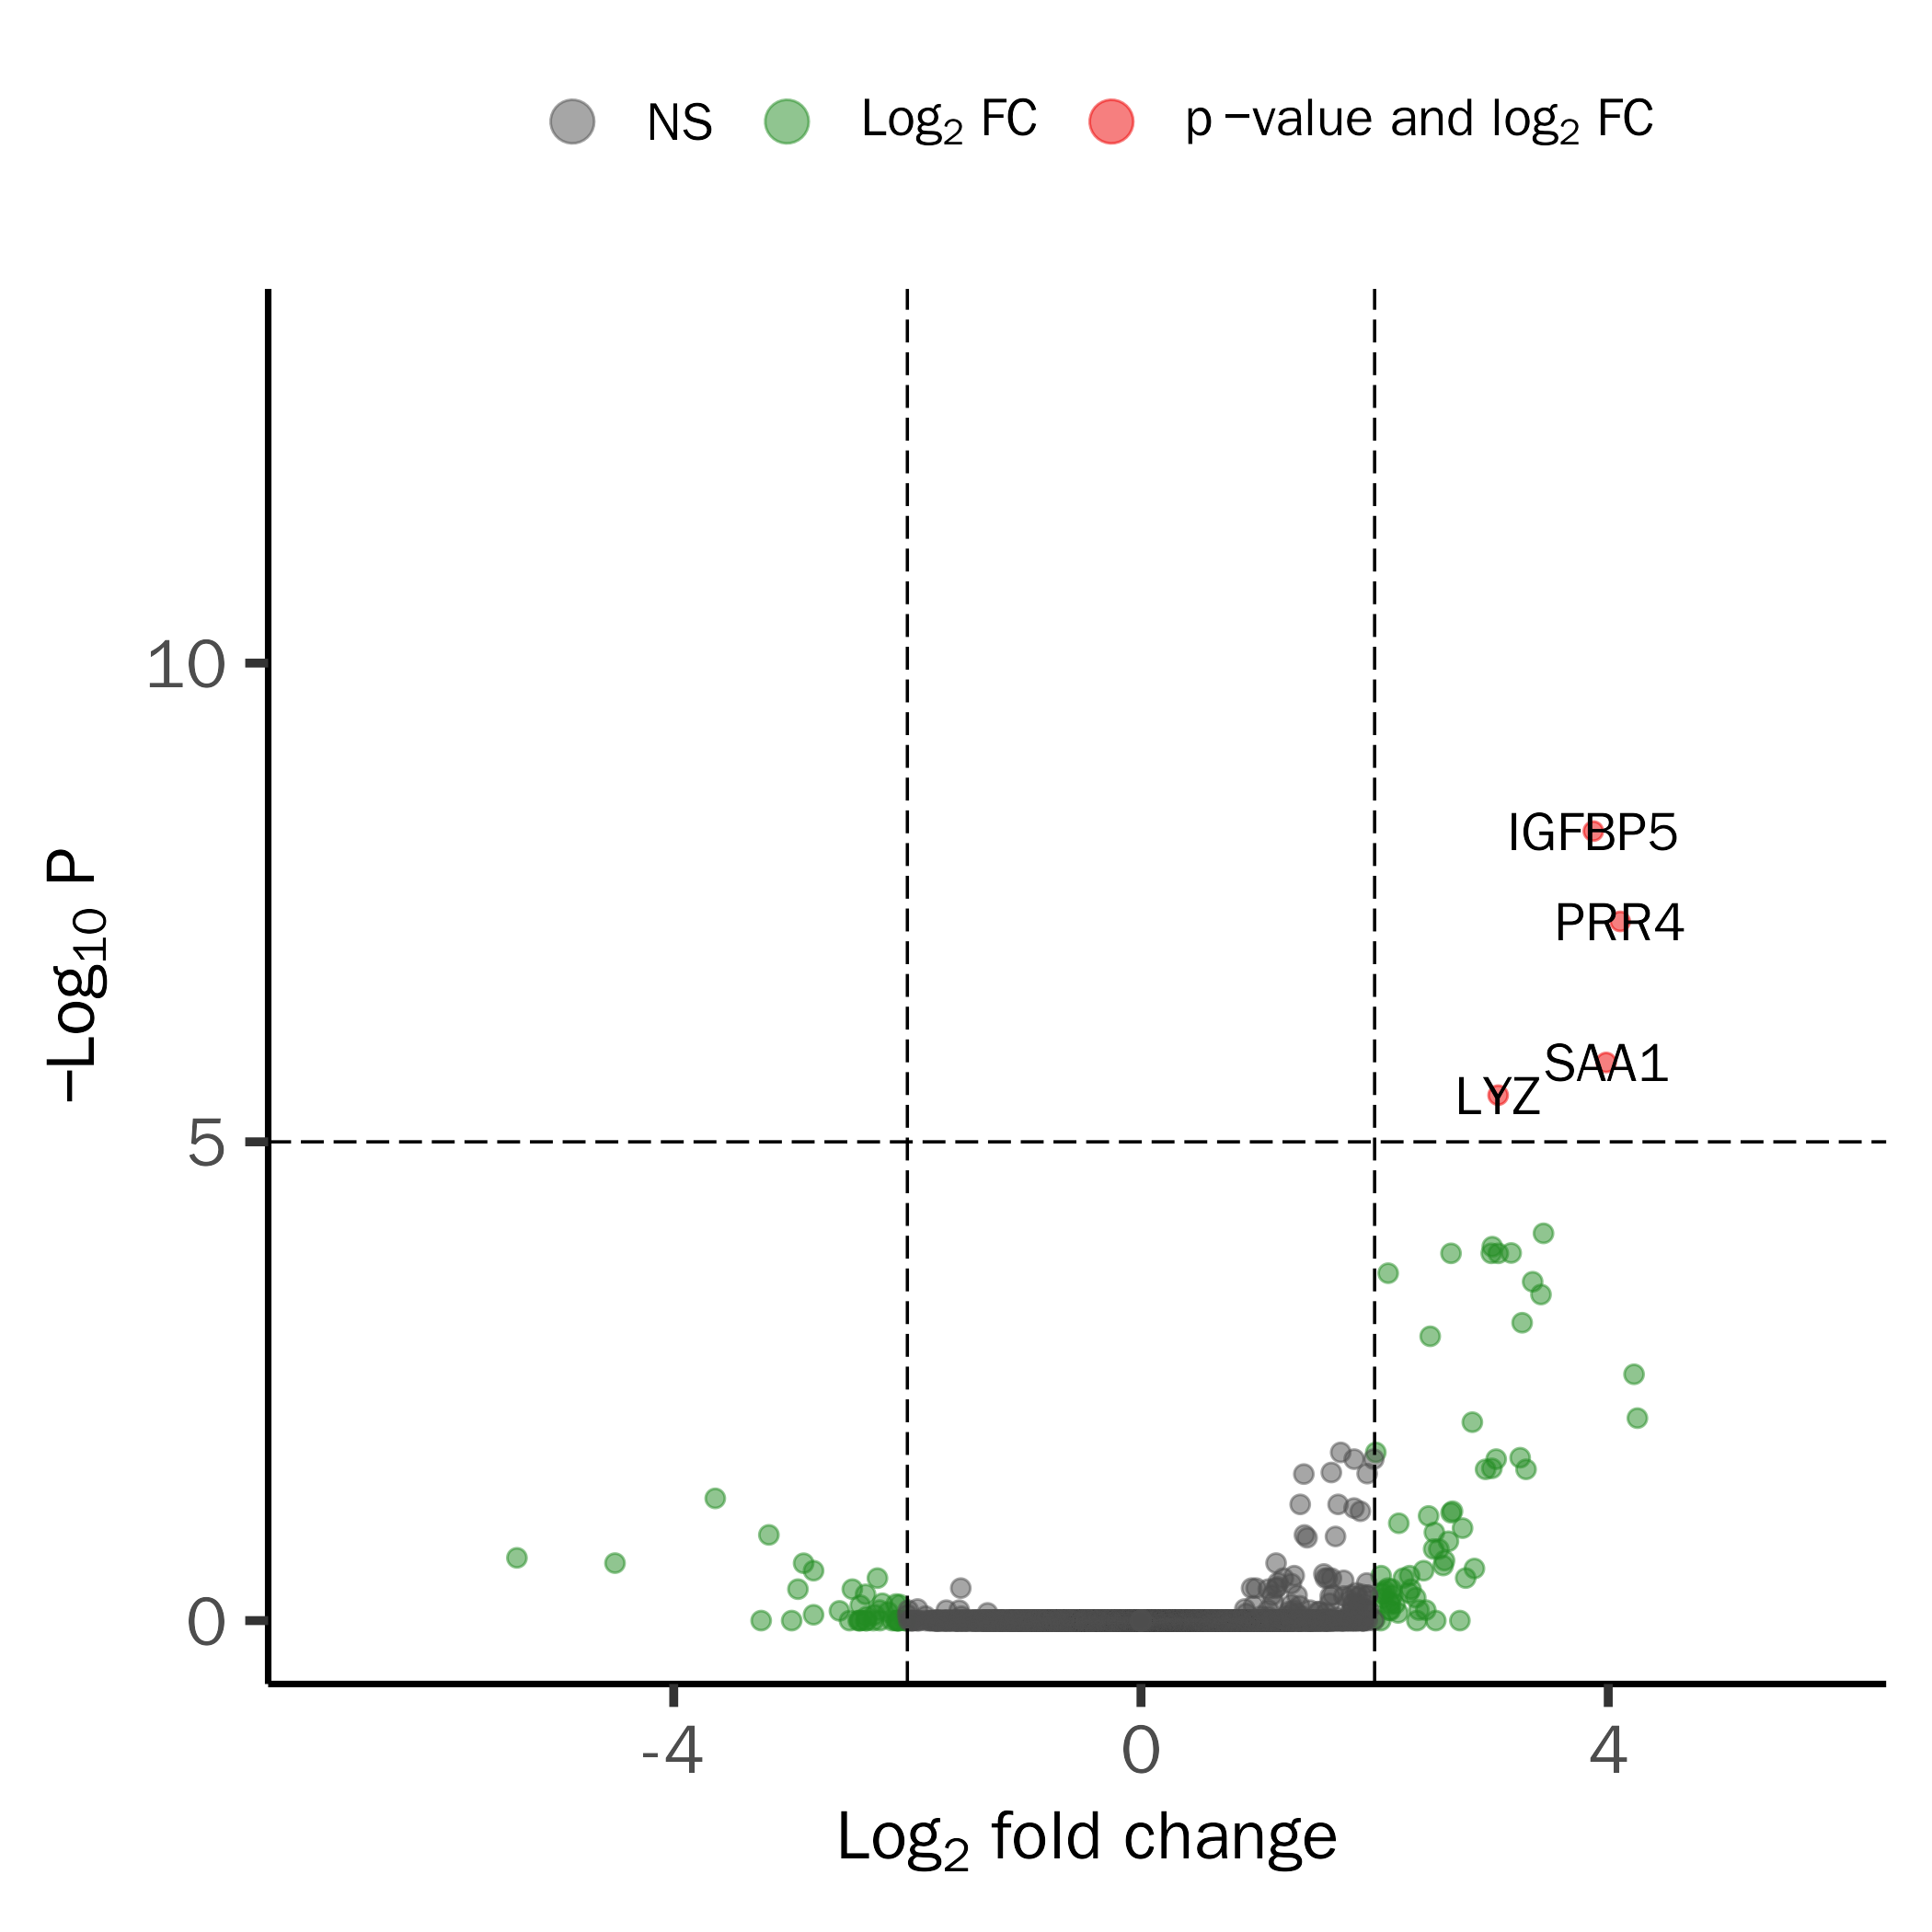 NS Log₂ FC p −value and log₂ FC
10
5
0
−Log₁₀ P
IGFBP5
PRR4
SAA1
LYZ
-4 0 4
Log₂ fold change